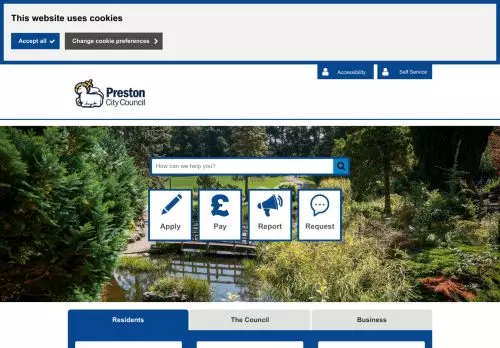 This website uses cookies
Accept all
Change cookie preferences
Accessibility
Self Service
Preston
City Council
How can we help you?
Apply
Pay
Report
Request
Residents
The Council
Business